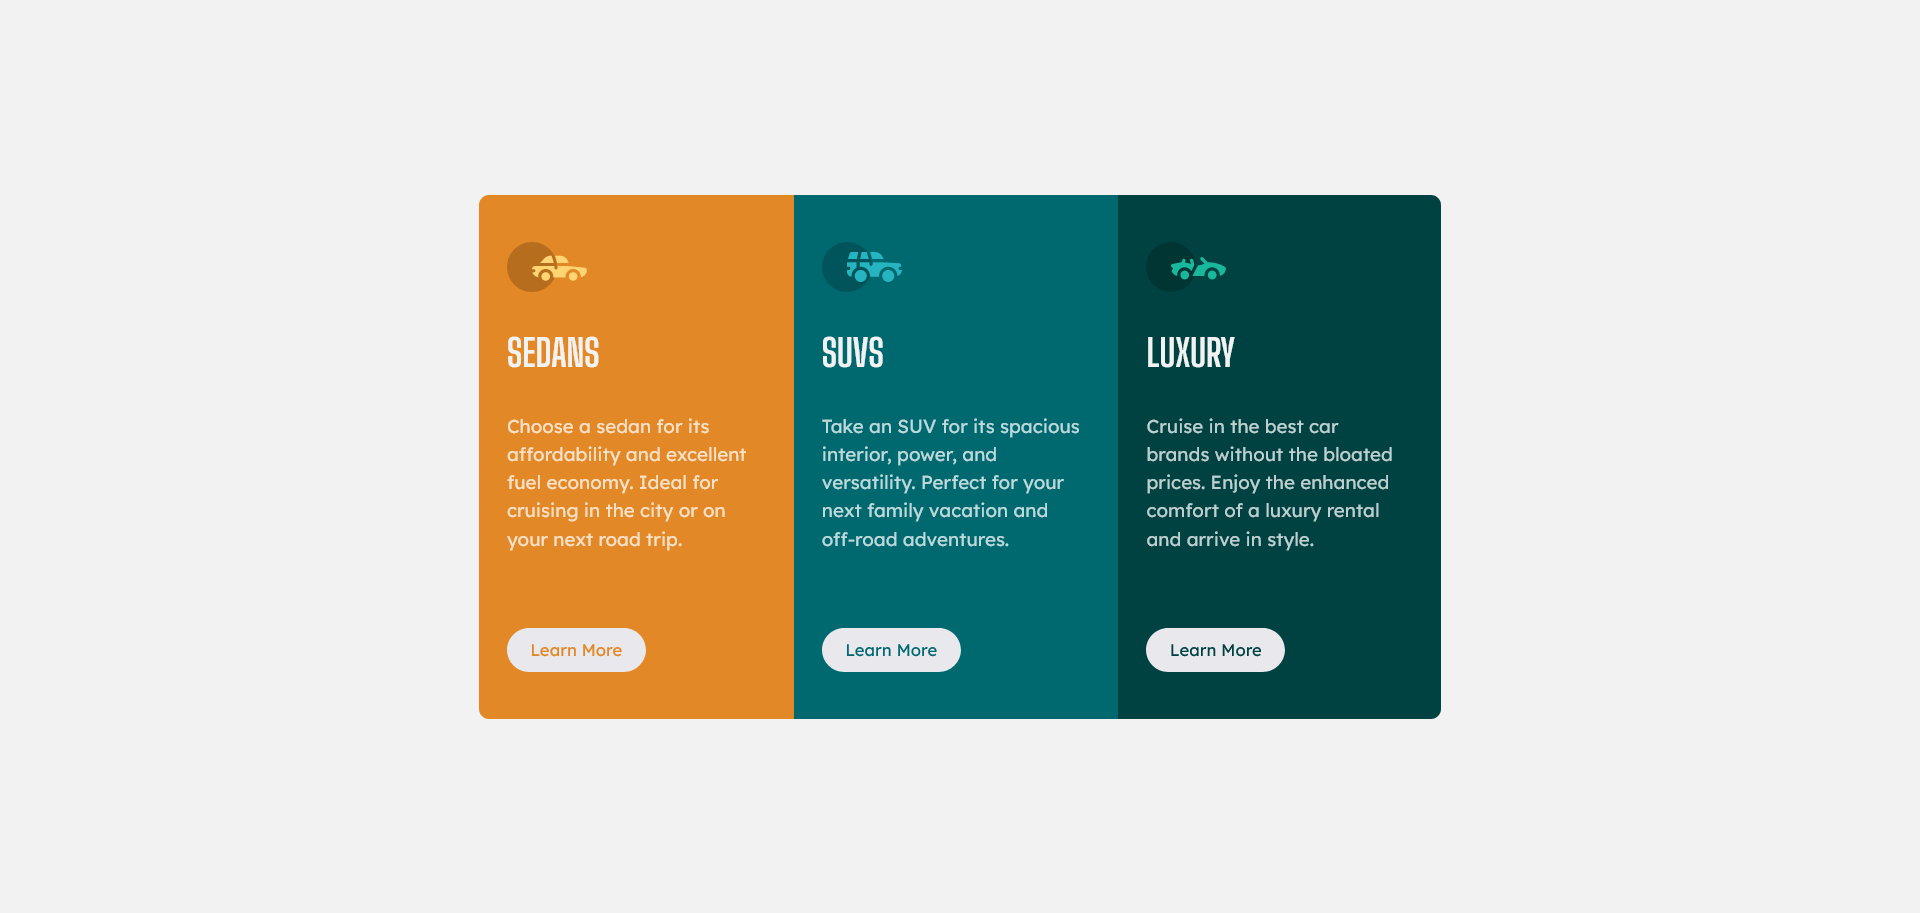 SEDANS
Choose a sedan for its
affordability and excellent
fuel economy. Ideal for
cruising in the city or on
your next road trip.
Learn More
SUVS
Take an SUV for its spacious
interior, power, and
versatility. Perfect for your
next family vacation and
off-road adventures.
Learn More
LUXURY
Cruise in the best car
brands without the bloated
prices. Enjoy the enhanced
comfort of a luxury rental
and arrive in style.
Learn More